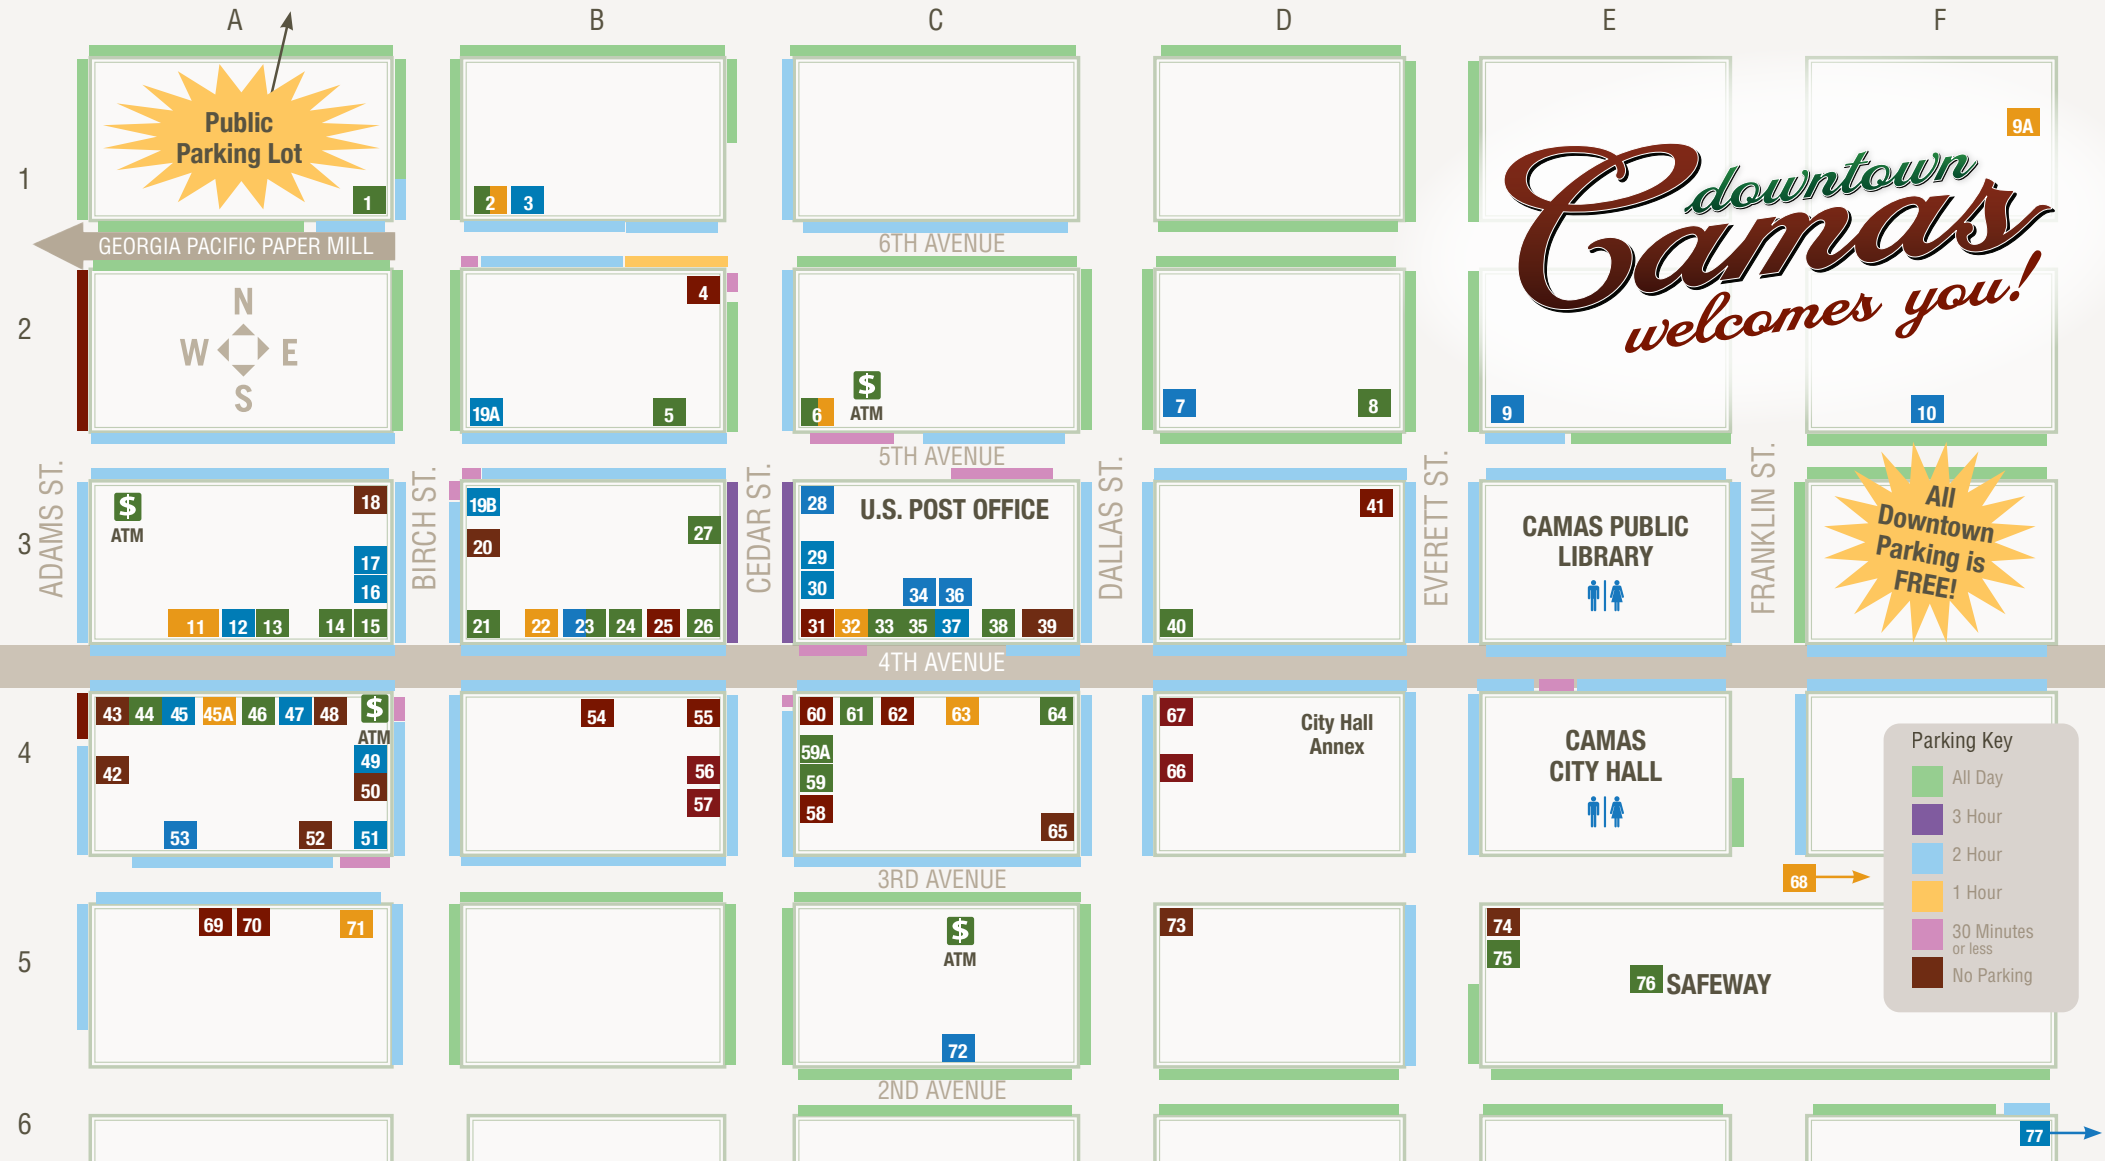 A B C D E F
1
Public
Parking Lot
1
2 3
9A
downtown
Camas
welcomes you!
GEORGIA PACIFIC PAPER MILL
6TH AVENUE
2
N
W E
S
4
19A 5
6
$
ATM
7 8
9
10
5TH AVENUE
ADAMS ST.
BIRCH ST.
CEDAR ST.
DALLAS ST.
EVERETT ST.
FRANKLIN ST.
3
$
ATM
18
17
16
11 12 13 14 15
19B
20
27
21 22 23 24 25 26
28
U.S. POST OFFICE
29
30
34 36
31 32 33 35 37 38 39
41
40
CAMAS PUBLIC
LIBRARY
All
Downtown
Parking is
FREE!
4TH AVENUE
4
43 44 45 45A 46 47 48
$
ATM
42
49
50
53 52 51
54 55
56
57
60 61 62 63 64
59A
59
58
65
67
66
City Hall
Annex
CAMAS
CITY HALL
Parking Key
All Day
3 Hour
2 Hour
1 Hour
30 Minutes
or less
No Parking
68
3RD AVENUE
5
69 70 71
$
ATM
72
73
74
75
76 SAFEWAY
2ND AVENUE
6
77